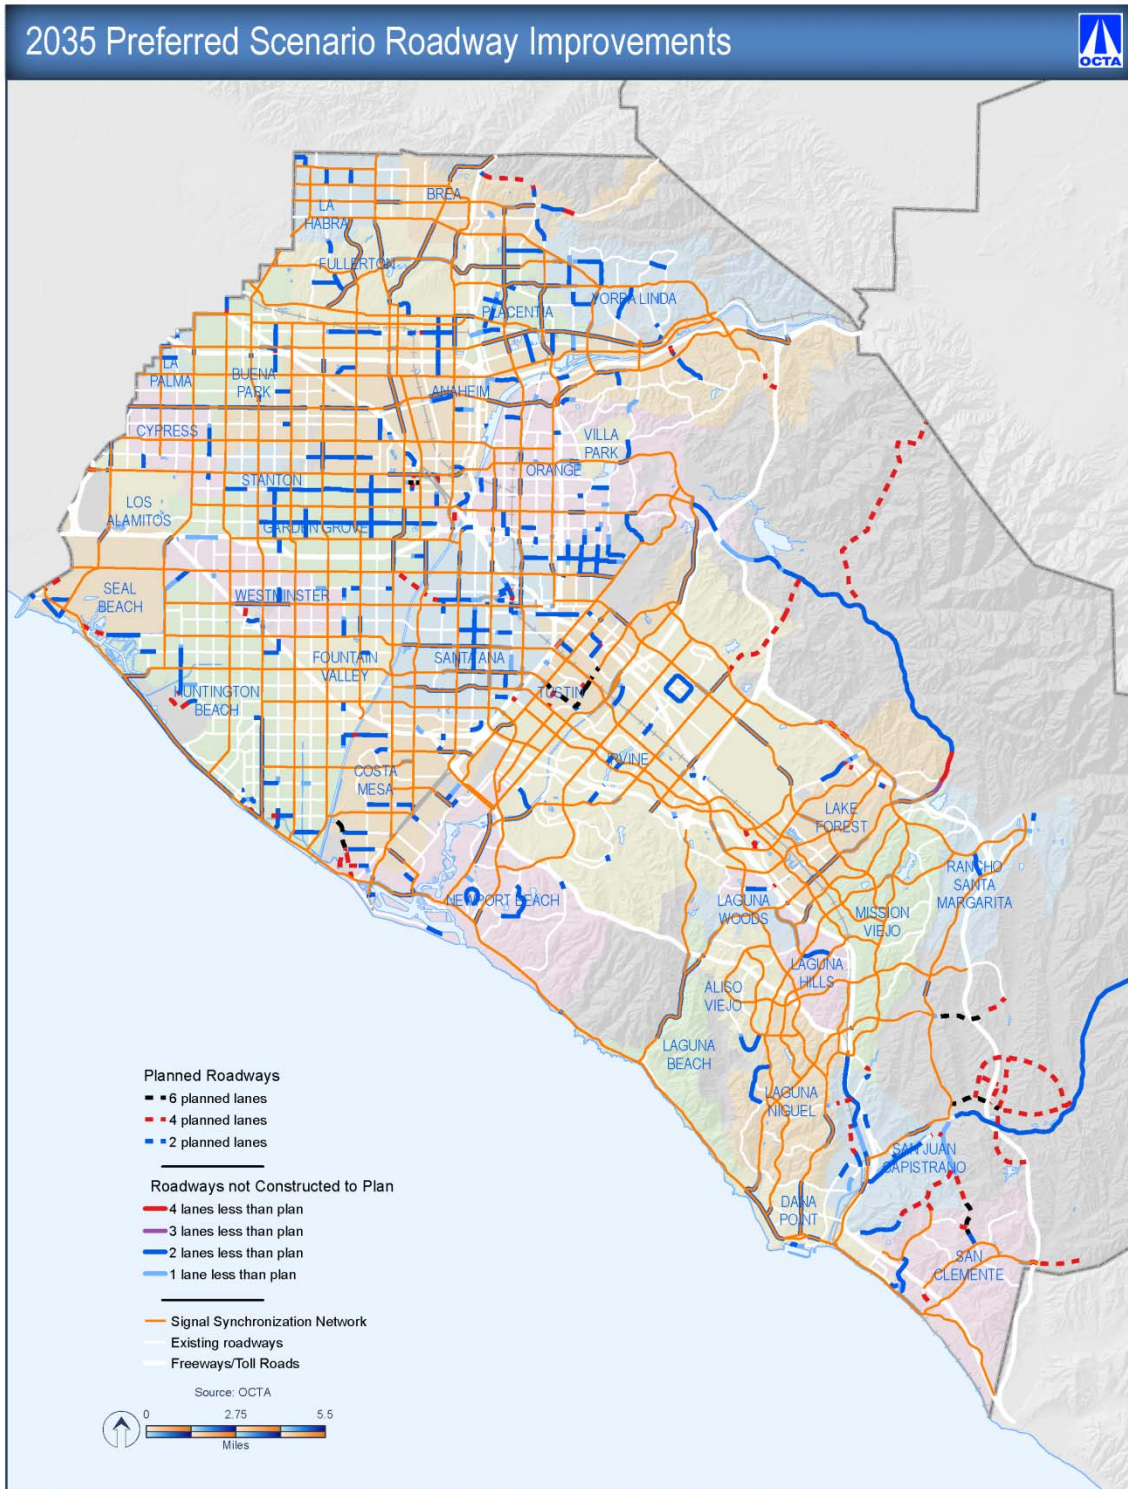 2035 Preferred Scenario Roadway Improvements
OCTA
BREA
LA
HABRA
FULLERTON
PLACENTIA
YORBA LINDA
LA
PALMA
BUENA
PARK
ANAHEIM
CYPRESS
VILLA
PARK
STANTON
ORANGE
LOS
ALAMITOS
GARDEN GROVE
SEAL
BEACH
WESTMINSTER
FOUNTAIN
VALLEY
SANTA ANA
TUSTIN
HUNTINGTON
BEACH
IRVINE
COSTA
MESA
LAKE
FOREST
RANCHO
SANTA
MARGARITA
NEWPORT BEACH
LAGUNA
WOODS
MISSION
VIEJO
LAGUNA
HILLS
ALISO
VIEJO
LAGUNA
BEACH
LAGUNA
NIGUEL
SAN JUAN
CAPISTRANO
DANA
POINT
SAN
CLEMENTE
Planned Roadways
6 planned lanes
4 planned lanes
2 planned lanes
Roadways not Constructed to Plan
4 lanes less than plan
3 lanes less than plan
2 lanes less than plan
1 lane less than plan
Signal Synchronization Network
Existing roadways
Freeways/Toll Roads
Source: OCTA
0 2.75 5.5
Miles